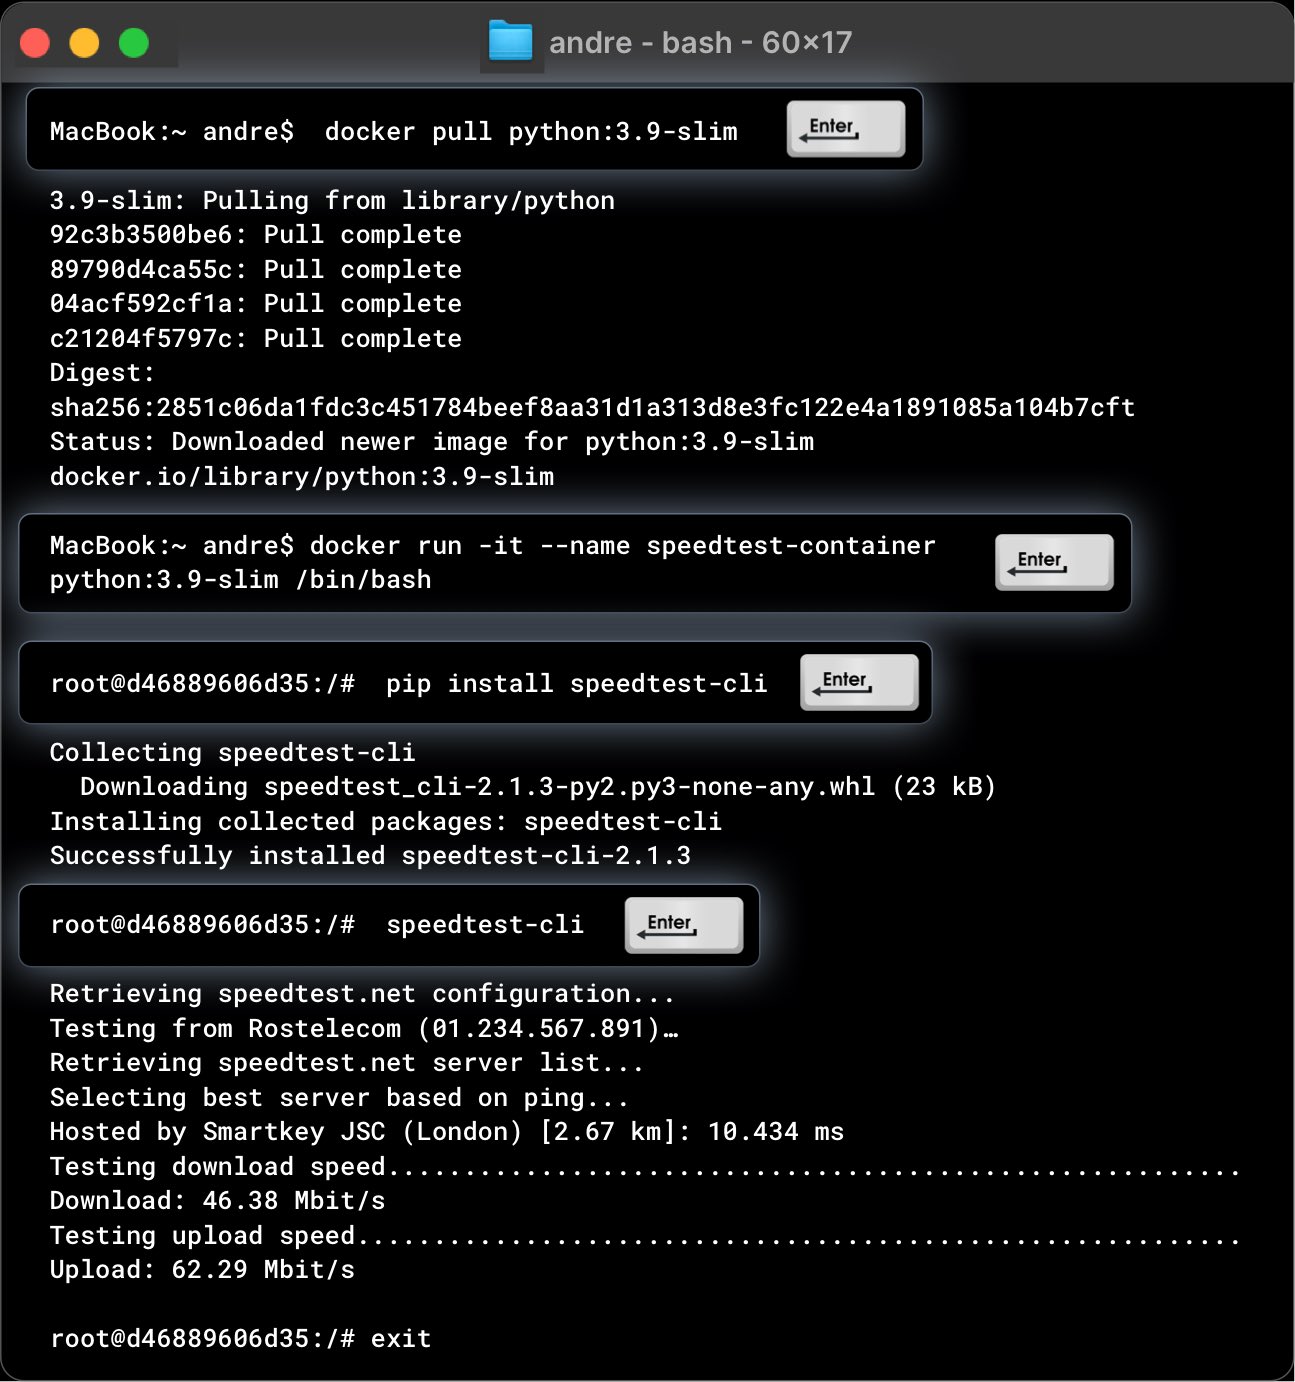 andre - bash - 60×17
MacBook:~ andre$  docker pull python:3.9-slim
Enter
3.9-slim: Pulling from library/python
92c3b3500be6: Pull complete
89790d4ca55c: Pull complete
04acf592cf1a: Pull complete
c21204f5797c: Pull complete
Digest:
sha256:2851c06da1fdc3c451784beef8aa31d1a313d8e3fc122e4a1891085a104b7cft
Status: Downloaded newer image for python:3.9-slim
docker.io/library/python:3.9-slim
MacBook:~ andre$ docker run -it --name speedtest-container
python:3.9-slim /bin/bash
Enter
root@d46889606d35:/#  pip install speedtest-cli
Enter
Collecting speedtest-cli
  Downloading speedtest_cli-2.1.3-py2.py3-none-any.whl (23 kB)
Installing collected packages: speedtest-cli
Successfully installed speedtest-cli-2.1.3
root@d46889606d35:/#  speedtest-cli
Enter
Retrieving speedtest.net configuration...
Testing from Rostelecom (01.234.567.891)…
Retrieving speedtest.net server list...
Selecting best server based on ping...
Hosted by Smartkey JSC (London) [2.67 km]: 10.434 ms
Testing download speed........................................................
Download: 46.38 Mbit/s
Testing upload speed..........................................................
Upload: 62.29 Mbit/s
root@d46889606d35:/# exit